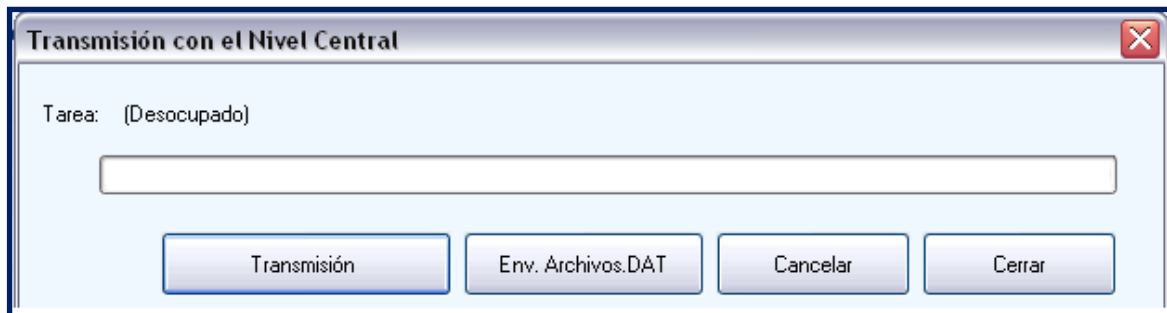 Transmisión con el Nivel Central
Tarea: (Desocupado)
Transmisión Env. Archivos.DAT Cancelar Cerrar